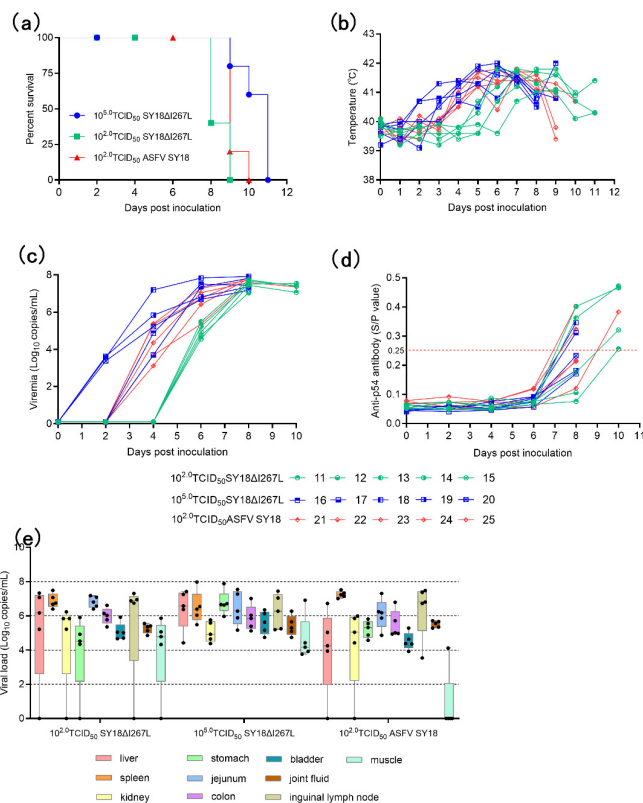 (a)
Percent survival
100
50
0
0 2 4 6 8 10 12
Days post inoculation
10^5.0TCID50 SY18ΔI267L
10^2.0TCID50 SY18ΔI267L
10^2.0TCID50 ASFV SY18
(b)
Temperature (°C)
43
42
41
40
39
38
0 1 2 3 4 5 6 7 8 9 10 11 12
Days post inoculation
(c)
Viremia (Log10 copies/mL)
8
6
4
2
0
0 2 4 6 8 10
Days post inoculation
(d)
Anti-p54 antibody (S/P value)
0.5
0.4
0.3
0.25
0.1
0.0
0 1 2 3 4 5 6 7 8 9 10 11
Days post inoculation
10^2.0TCID50SY18ΔI267L 11 12 13 14 15
10^5.0TCID50SY18ΔI267L 16 17 18 19 20
10^2.0TCID50ASFV SY18 21 22 23 24 25
(e)
Viral load (Log10 copies/mL)
10
8
6
4
2
0
10^2.0TCID50 SY18ΔI267L 10^5.0TCID50 SY18ΔI267L 10^2.0TCID50 ASFV SY18
liver stomach bladder muscle
spleen jejunum joint fluid
kidney colon inguinal lymph node